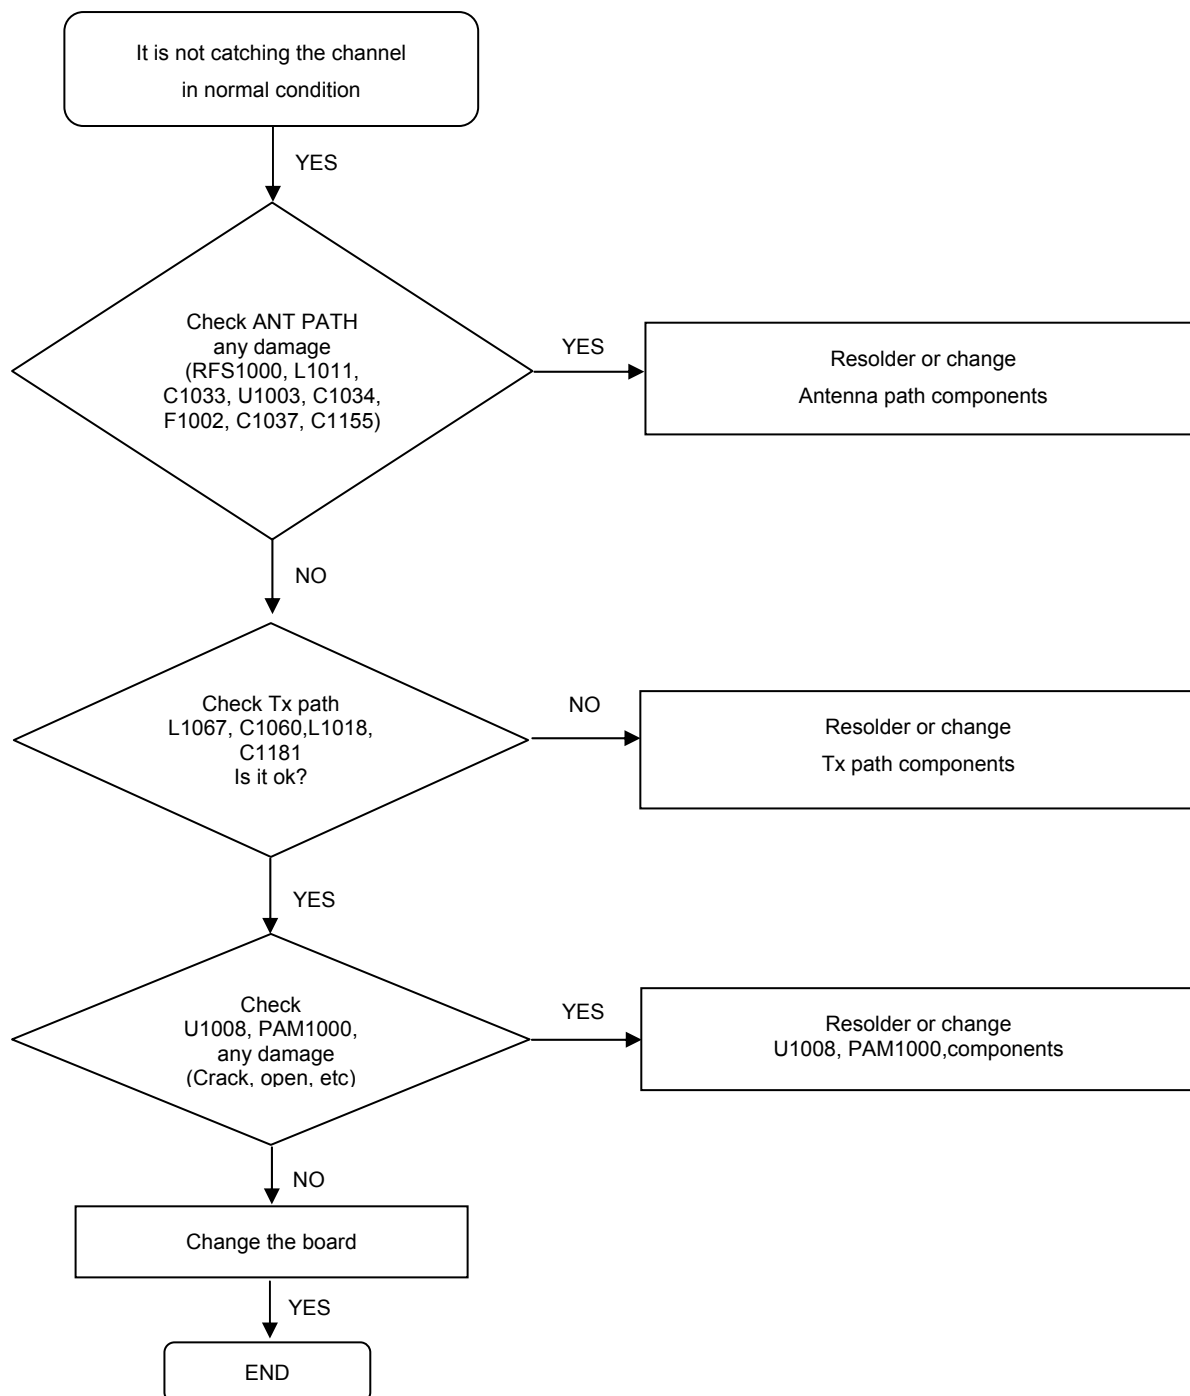 It is not catching the channel
in normal condition
YES
Check ANT PATH
any damage
(RFS1000, L1011,
C1033, U1003, C1034,
F1002, C1037, C1155)
YES
Resolder or change
Antenna path components
NO
Check Tx path
L1067, C1060,L1018,
C1181
Is it ok?
NO
Resolder or change
Tx path components
YES
Check
U1008, PAM1000,
any damage
(Crack, open, etc)
YES
Resolder or change
U1008, PAM1000,components
NO
Change the board
YES
END